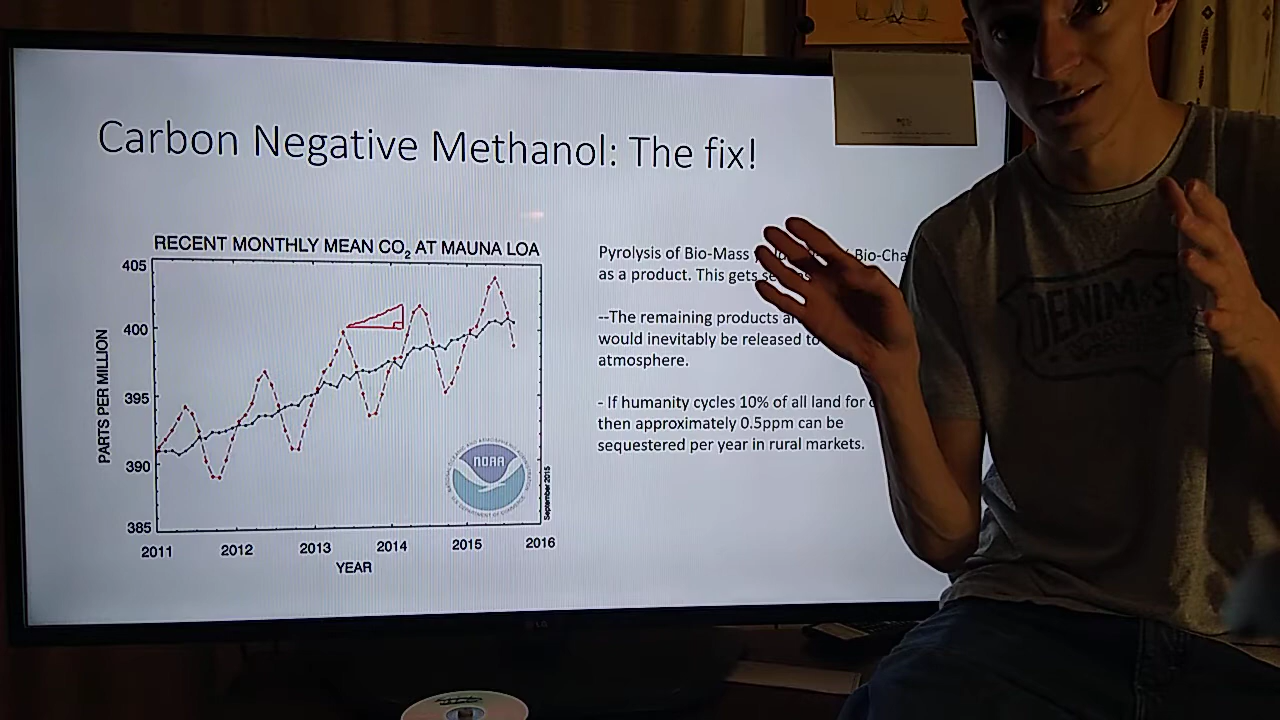 Carbon Negative Methanol: The fix!
RECENT MONTHLY MEAN CO2 AT MAUNA LOA
405
400
395
390
385
PARTS PER MILLION
2011 2012 2013 2014 2015 2016
YEAR
NOAA
September 2015
Pyrolysis of Bio-Mass Bio-Cha
as a product. This gets
--The remaining products
would inevitably be released to
atmosphere.
- If humanity cycles 10% of all land for
then approximately 0.5ppm can be
sequestered per year in rural markets.
DENIM
LG